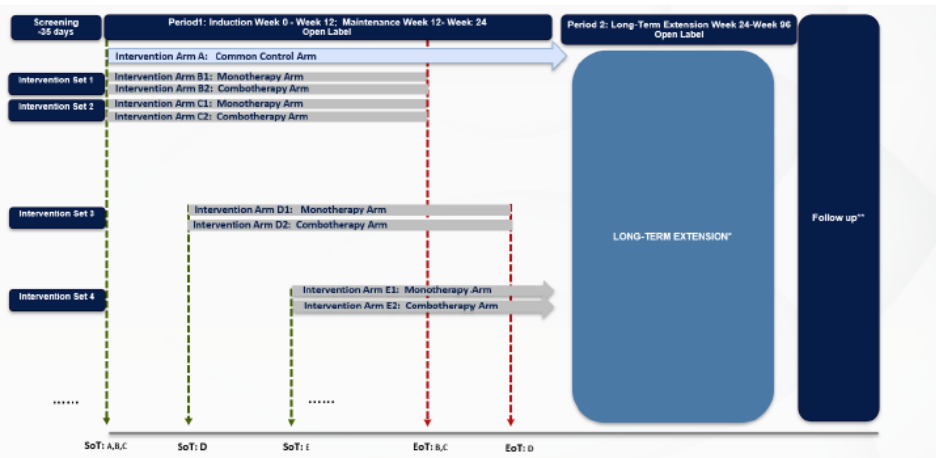 Screening
-35 days
Period1: Induction Week 0 - Week 12; Maintenance Week 12- Week: 24
Open Label
Period 2: Long-Term Extension Week 24-Week 96
Open Label
Intervention Arm A: Common Control Arm
Intervention Set 1
Intervention Arm B1: Monotherapy Arm
Intervention Arm B2: Combotherapy Arm
Intervention Set 2
Intervention Arm C1: Monotherapy Arm
Intervention Arm C2: Combotherapy Arm
Intervention Set 3
Intervention Arm D1: Monotherapy Arm
Intervention Arm D2: Combotherapy Arm
LONG-TERM EXTENSION*
Follow up**
Intervention Set 4
Intervention Arm E1: Monotherapy Arm
Intervention Arm E2: Combotherapy Arm
......
......
SoT: A,B,C
SoT: D
SoT: E
EoT: B,C
EoT: D